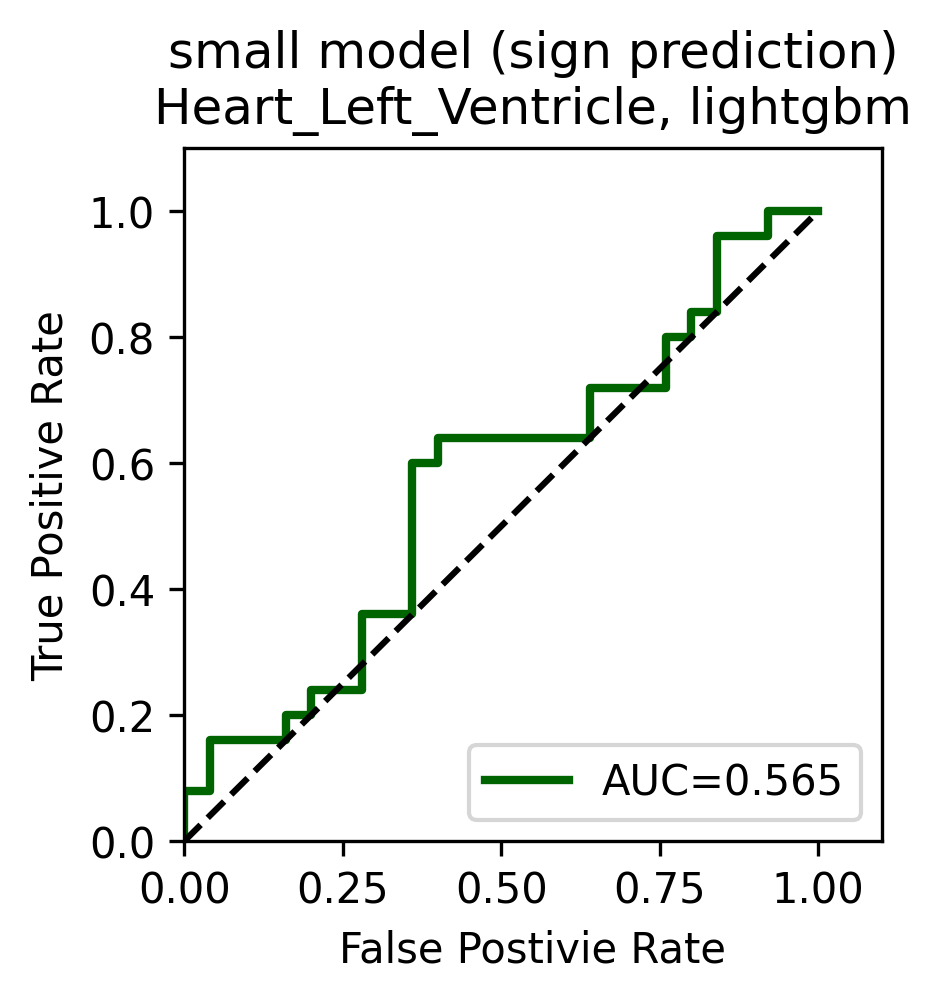 small model (sign prediction)
Heart_Left_Ventricle, lightgbm
True Positive Rate
1.0
0.8
0.6
0.4
0.2
0.0
AUC=0.565
0.00 0.25 0.50 0.75 1.00
False Postivie Rate